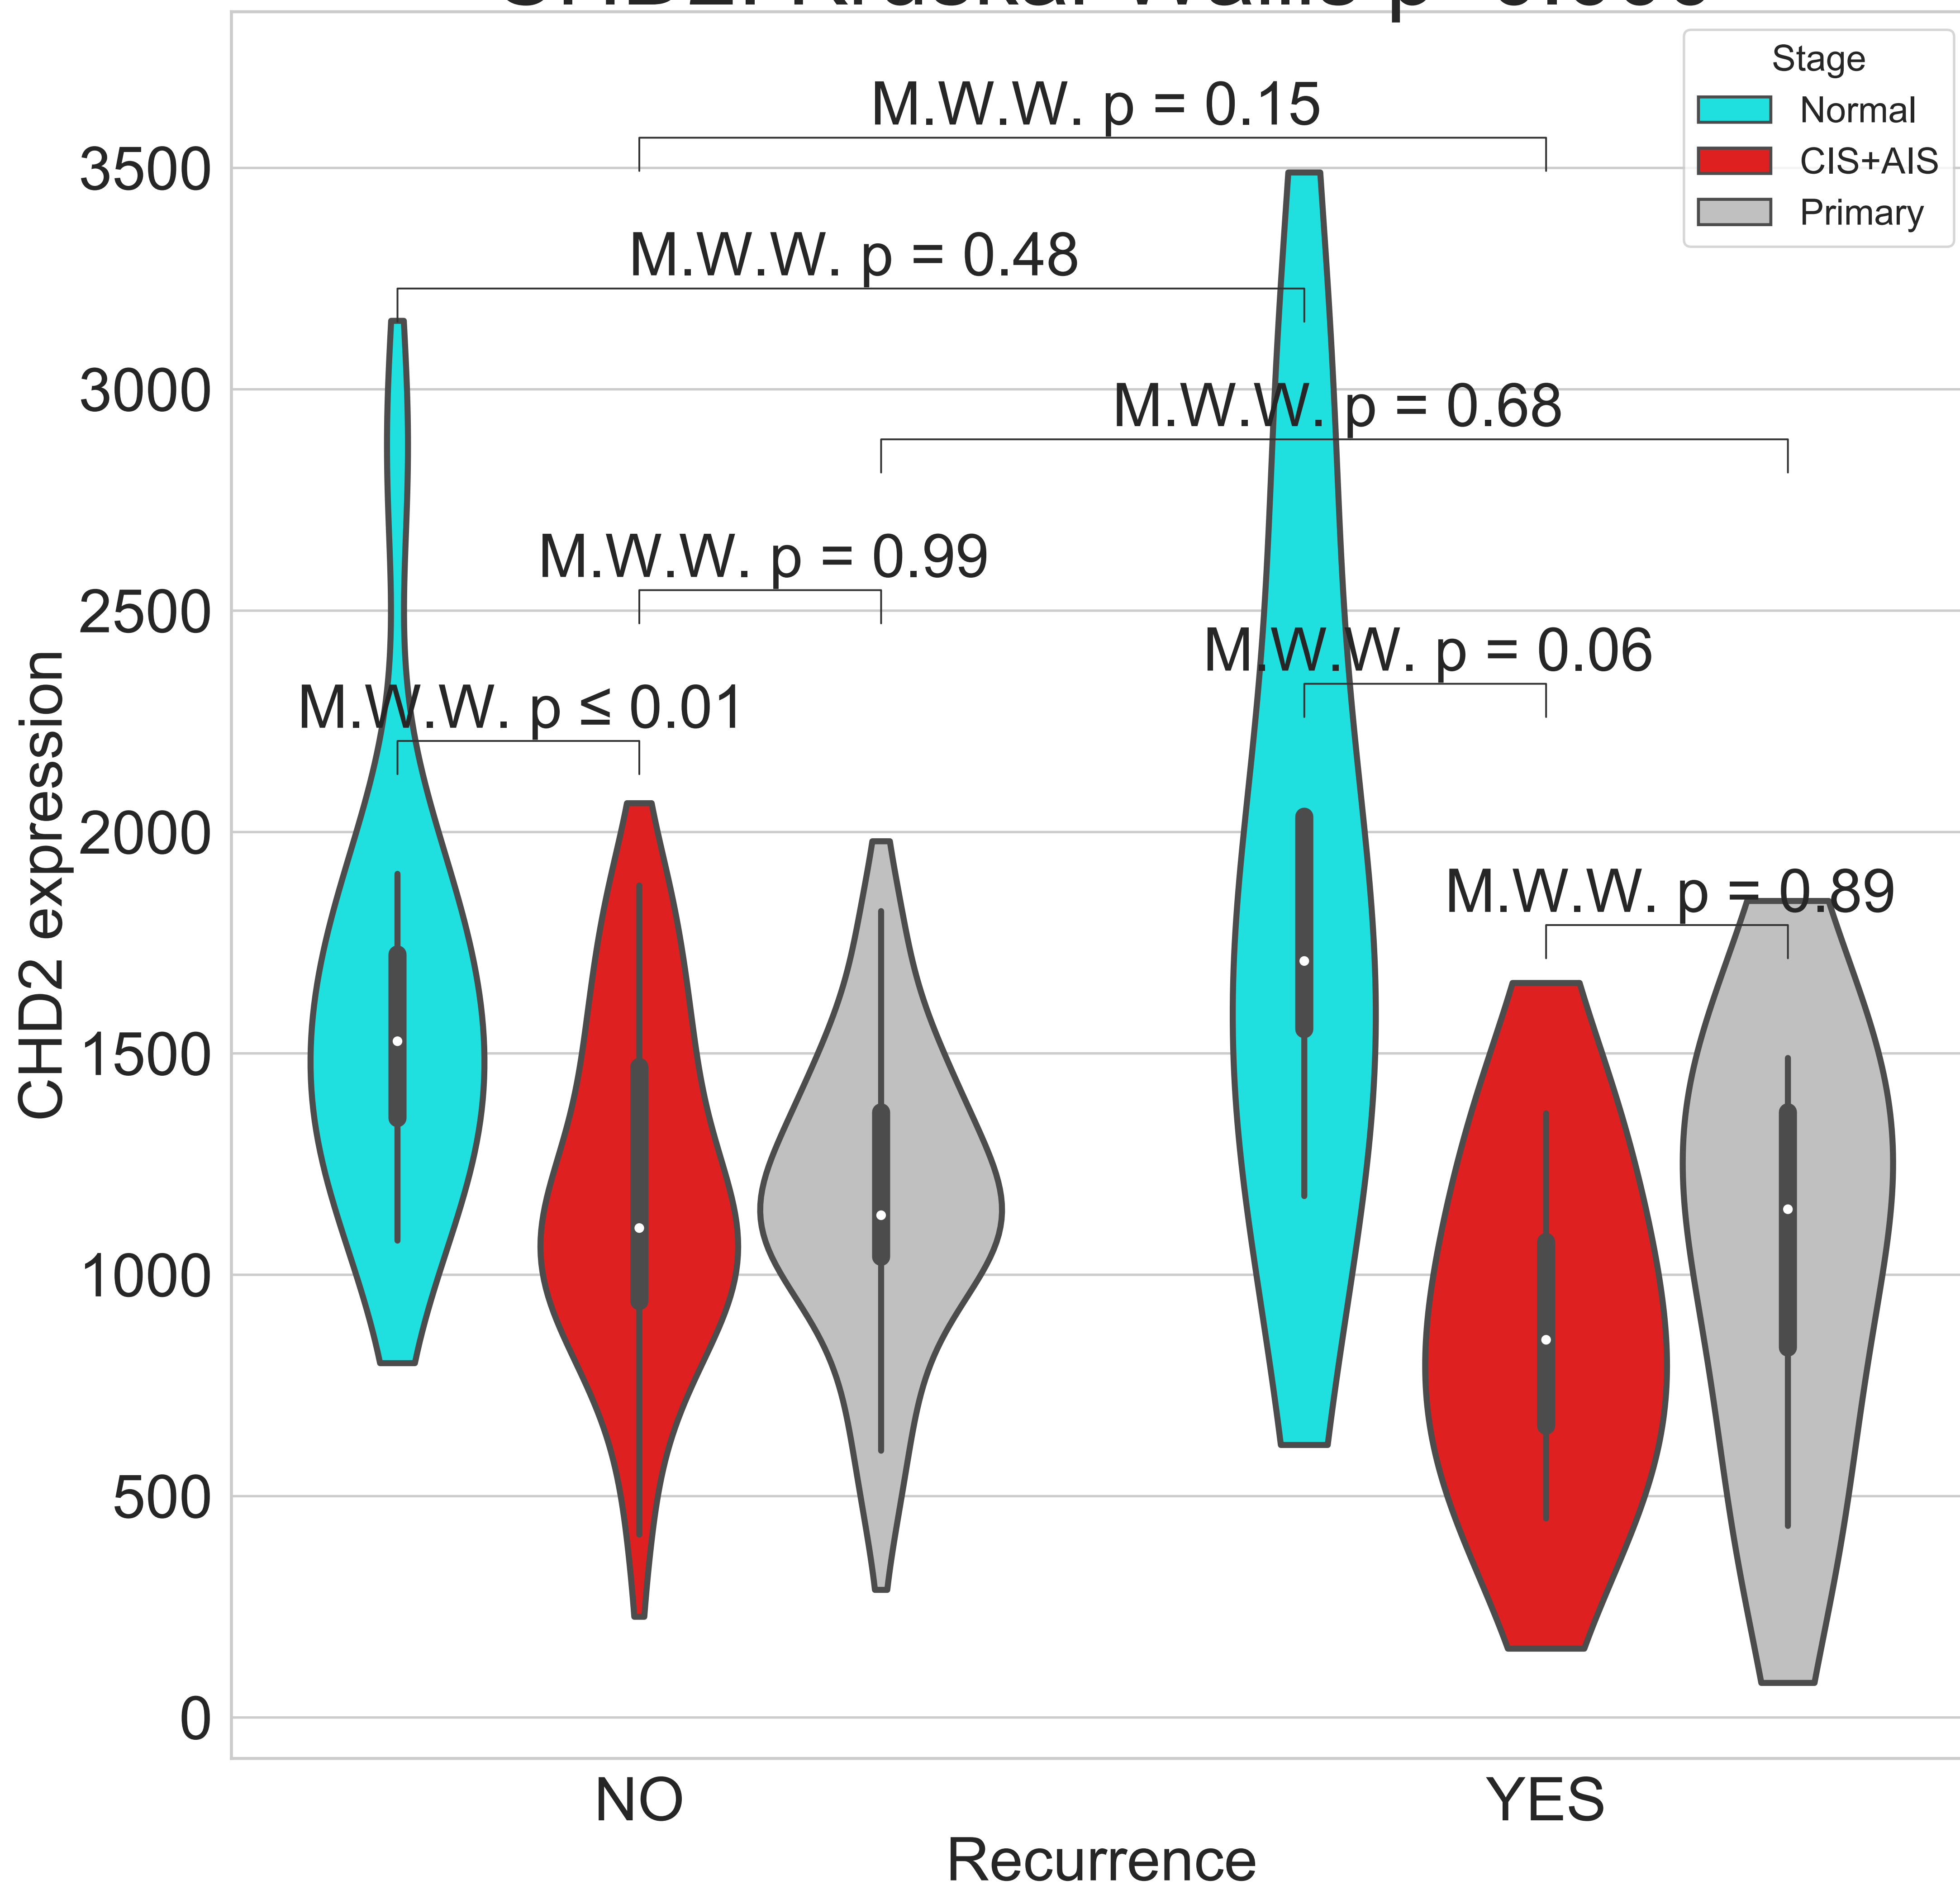 Stage
Normal
CIS+AIS
Primary
M.W.W. p = 0.15
M.W.W. p = 0.48
M.W.W. p = 0.68
M.W.W. p = 0.99
M.W.W. p = 0.06
M.W.W. p ≤ 0.01
M.W.W. p = 0.89
3500
3000
2500
2000
1500
1000
500
0
CHD2 expression
NO
YES
Recurrence